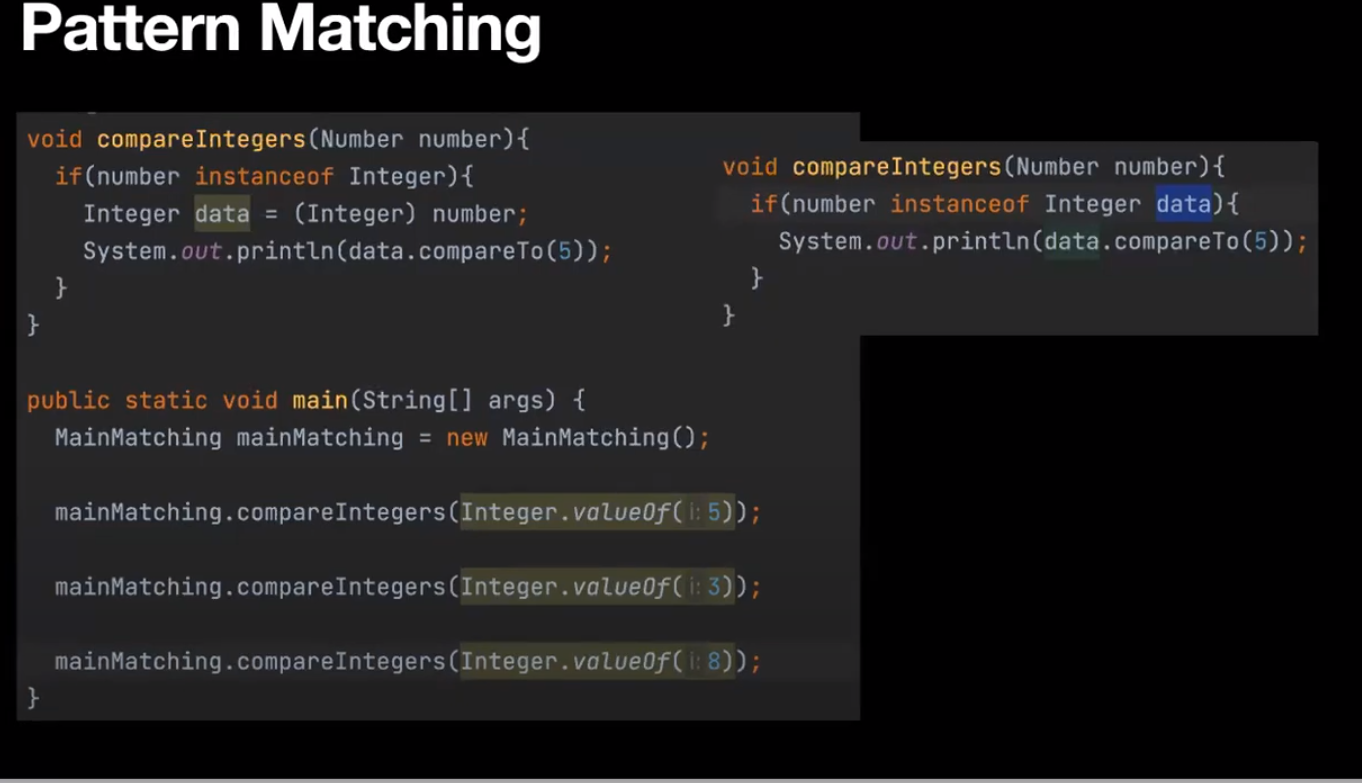 Pattern Matching
void compareIntegers(Number number){
if(number instanceof Integer){
Integer data = (Integer) number;
System.out.println(data.compareTo(5));
}
}
public static void main(String[] args) {
MainMatching mainMatching = new MainMatching();
mainMatching.compareIntegers(Integer.valueOf( i: 5));
mainMatching.compareIntegers(Integer.valueOf( i: 3));
mainMatching.compareIntegers(Integer.valueOf( i: 8));
}
void compareIntegers(Number number){
if(number instanceof Integer data){
System.out.println(data.compareTo(5));
}
}